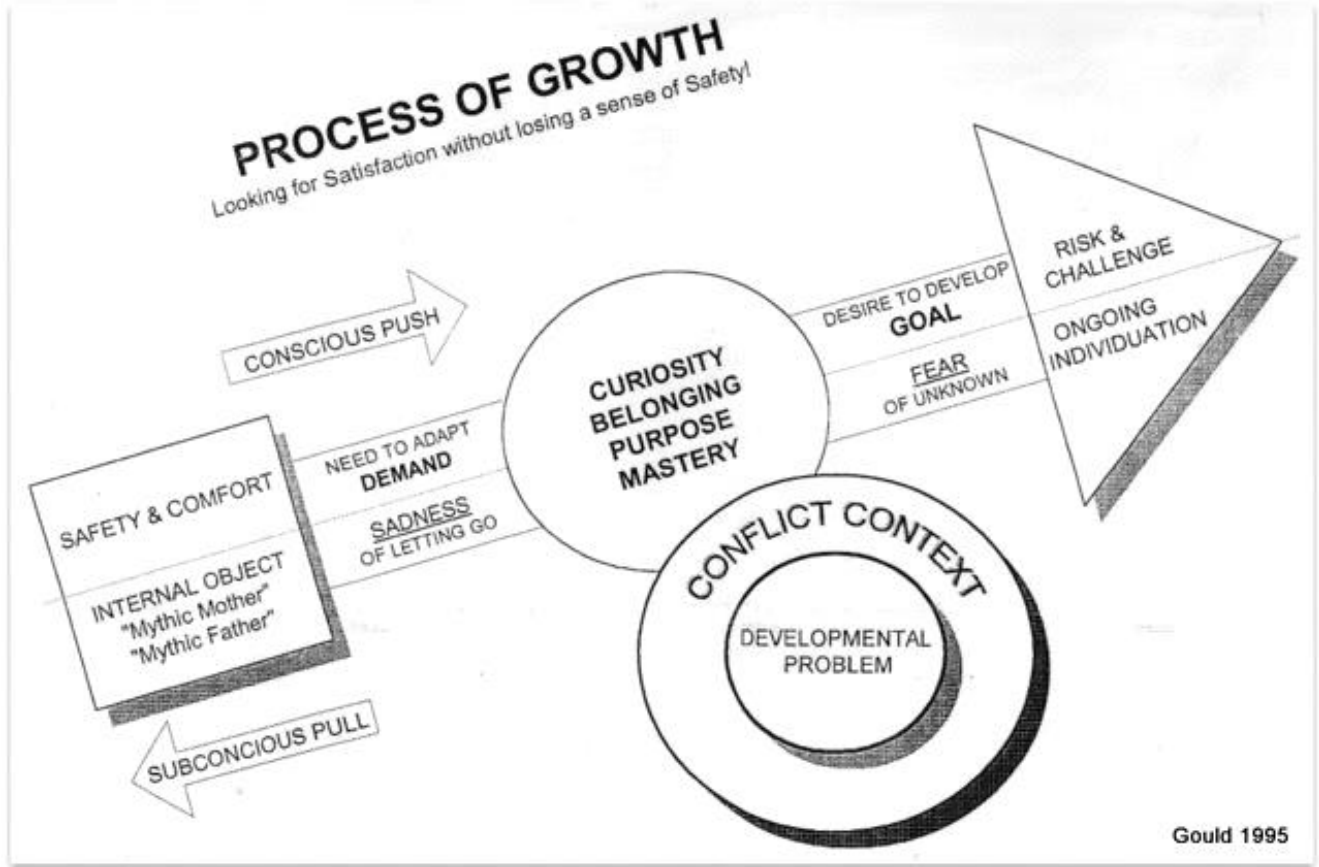 PROCESS OF GROWTH
Looking for Satisfaction without losing a sense of Safety!
CONSCIOUS PUSH
SAFETY & COMFORT
INTERNAL OBJECT
"Mythic Mother"
"Mythic Father"
SUBCONCIOUS PULL
NEED TO ADAPT
DEMAND
SADNESS
OF LETTING GO
CURIOSITY
BELONGING
PURPOSE
MASTERY
CONFLICT CONTEXT
DEVELOPMENTAL
PROBLEM
DESIRE TO DEVELOP
GOAL
FEAR
OF UNKNOWN
RISK &
CHALLENGE
ONGOING
INDIVIDUATION
Gould 1995